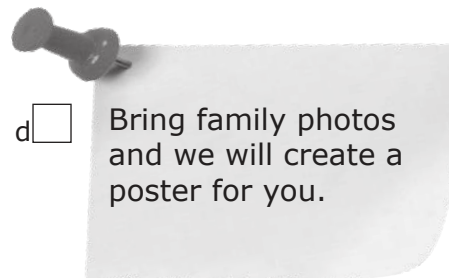 d
Bring family photos
and we will create a
poster for you.